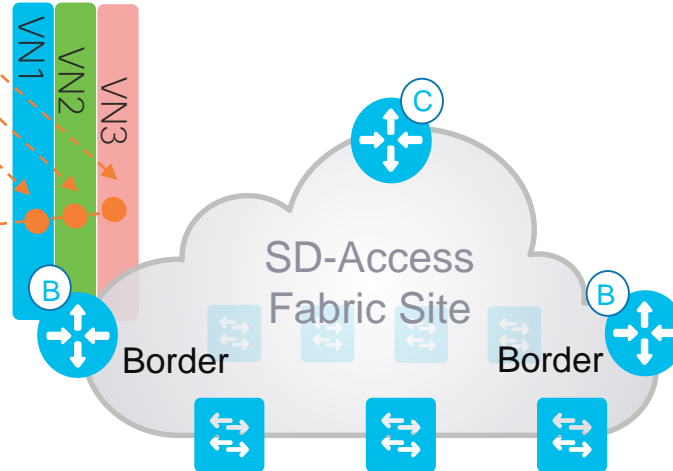 VN1
VN2
VN3
C
SD-Access
Fabric Site
B
B
Border
Border